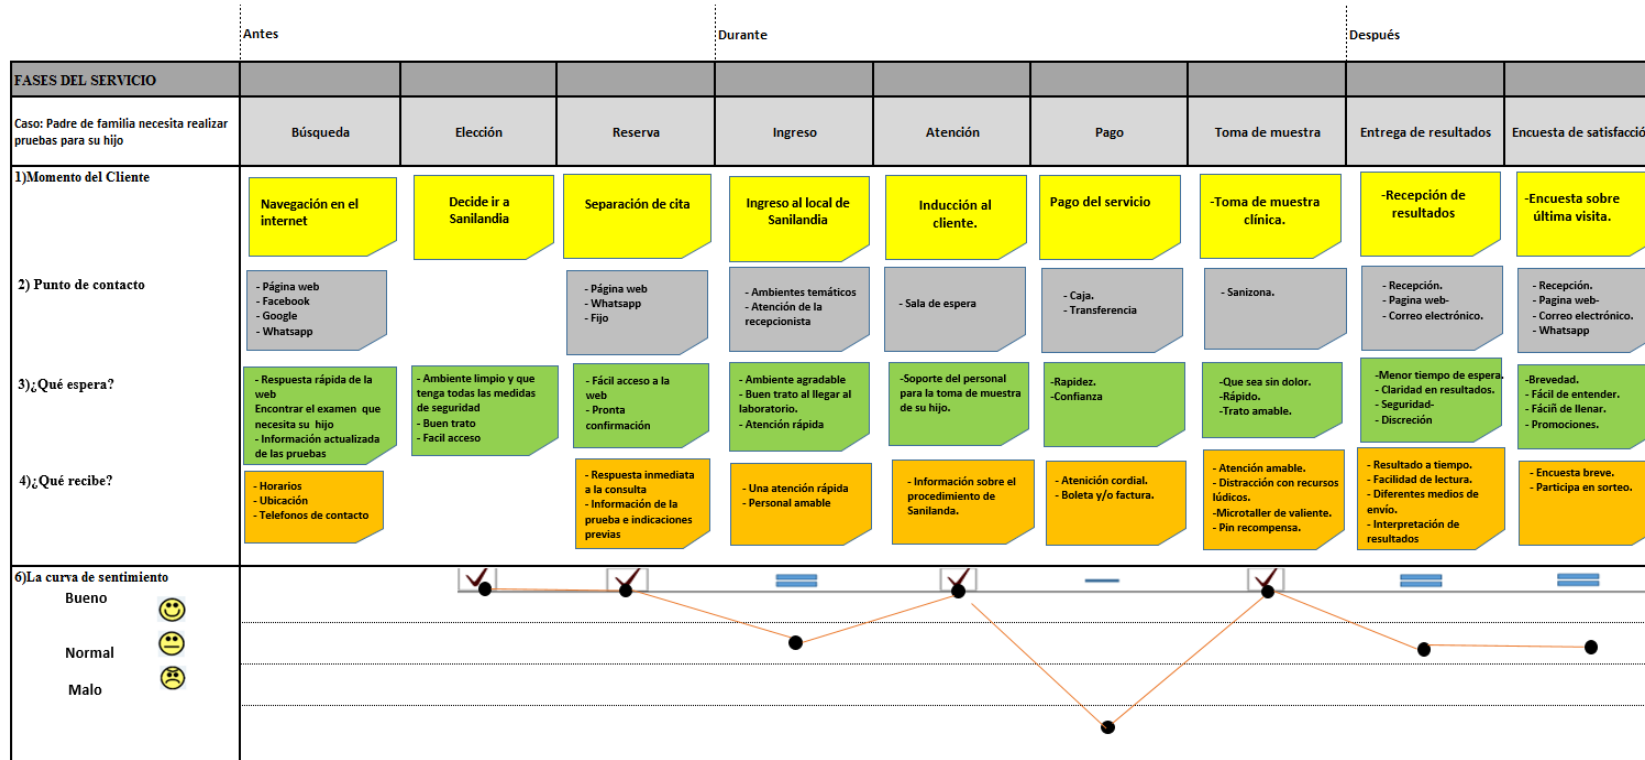 Antes
Durante
Después
FASES DEL SERVICIO
Caso: Padre de familia necesita realizar
pruebas para su hijo
Búsqueda
Elección
Reserva
Ingreso
Atención
Pago
Toma de muestra
Entrega de resultados
Encuesta de satisfacció
1)Momento del Cliente
Navegación en el
internet
Decide ir a
Sanilandia
Separación de cita
Ingreso al local de
Sanilandia
Inducción al
cliente.
Pago del servicio
-Toma de muestra
clínica.
-Recepción de
resultados
-Encuesta sobre
última visita.
2) Punto de contacto
- Página web
- Facebook
- Google
- Whatsapp
- Página web
- Whatsapp
- Fijo
- Ambientes temáticos
- Atención de la
recepcionista
- Sala de espera
- Caja.
- Transferencia
- Sanizona.
- Recepción.
- Pagina web-
- Correo electrónico.
- Recepción.
- Pagina web-
- Correo electrónico.
- Whatsapp
3)¿Qué espera?
- Respuesta rápida de la
web
Encontrar el examen que
necesita su hijo
- Información actualizada
de las pruebas
- Ambiente limpio y que
tenga todas las medidas
de seguridad
- Buen trato
- Facil acceso
- Fácil acceso a la
web
- Pronta
confirmación
- Ambiente agradable
- Buen trato al llegar al
laboratorio.
- Atención rápida
-Soporte del personal
para la toma de muestra
de su hijo.
-Rapidez.
-Confianza
-Que sea sin dolor.
-Rápido.
-Trato amable.
-Menor tiempo de espera.
- Claridad en resultados.
- Seguridad-
- Discreción
-Brevedad.
- Fácil de entender.
- Fáciñ de llenar.
- Promociones.
4)¿Qué recibe?
- Horarios
- Ubicación
- Telefonos de contacto
- Respuesta inmediata
a la consulta
- Información de la
prueba e indicaciones
previas
- Una atención rápida
- Personal amable
- Información sobre el
procedimiento de
Sanilanda.
- Atenición cordial.
- Boleta y/o factura.
- Atención amable.
- Distracción con recursos
lúdicos.
-Microtaller de valiente.
- Pin recompensa.
- Resultado a tiempo.
- Facilidad de lectura.
- Diferentes medios de
envío.
- Interpretación de
resultados
- Encuesta breve.
- Participa en sorteo.
6)La curva de sentimiento
Bueno
Normal
Malo